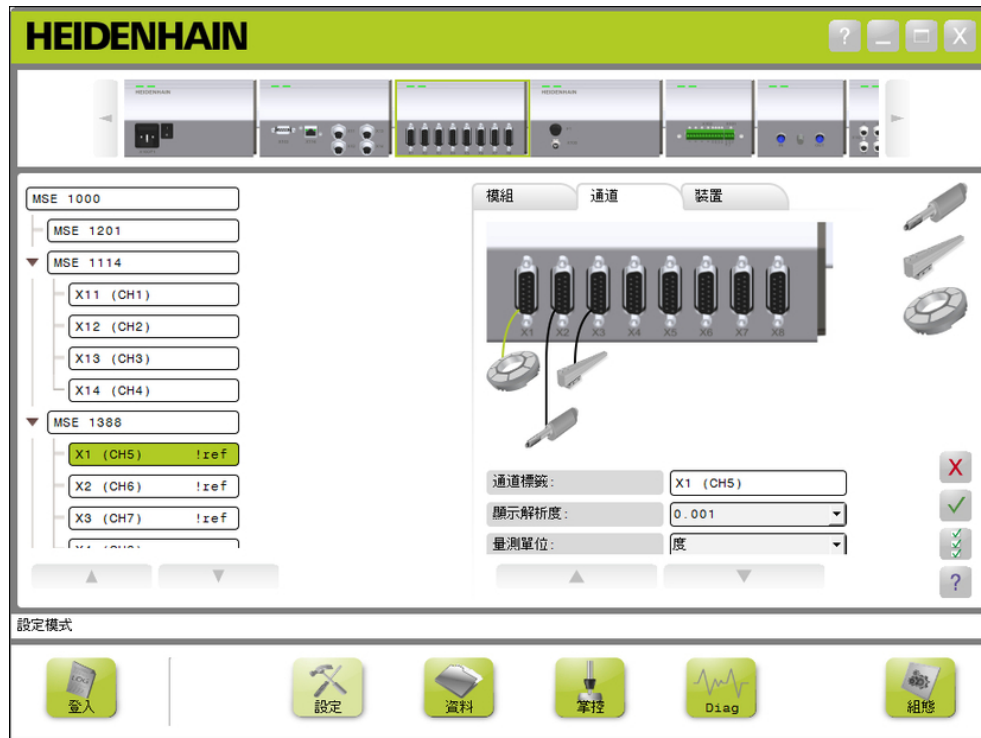 HEIDENHAIN
? _ □ X
HEIDENHAIN
HEIDENHAIN
MSE 1000
MSE 1201
MSE 1114
X11 (CH1)
X12 (CH2)
X13 (CH3)
X14 (CH4)
MSE 1388
X1 (CH5) !ref
X2 (CH6) !ref
X3 (CH7) !ref
模組 通道 裝置
X1 X2 X3 X4 X5 X6 X7 X8
通道標籤: X1 (CH5)
顯示解析度: 0.001
量測單位: 度
X
?
設定模式
LOG
登入 設定 資料 掌控 Diag 組態